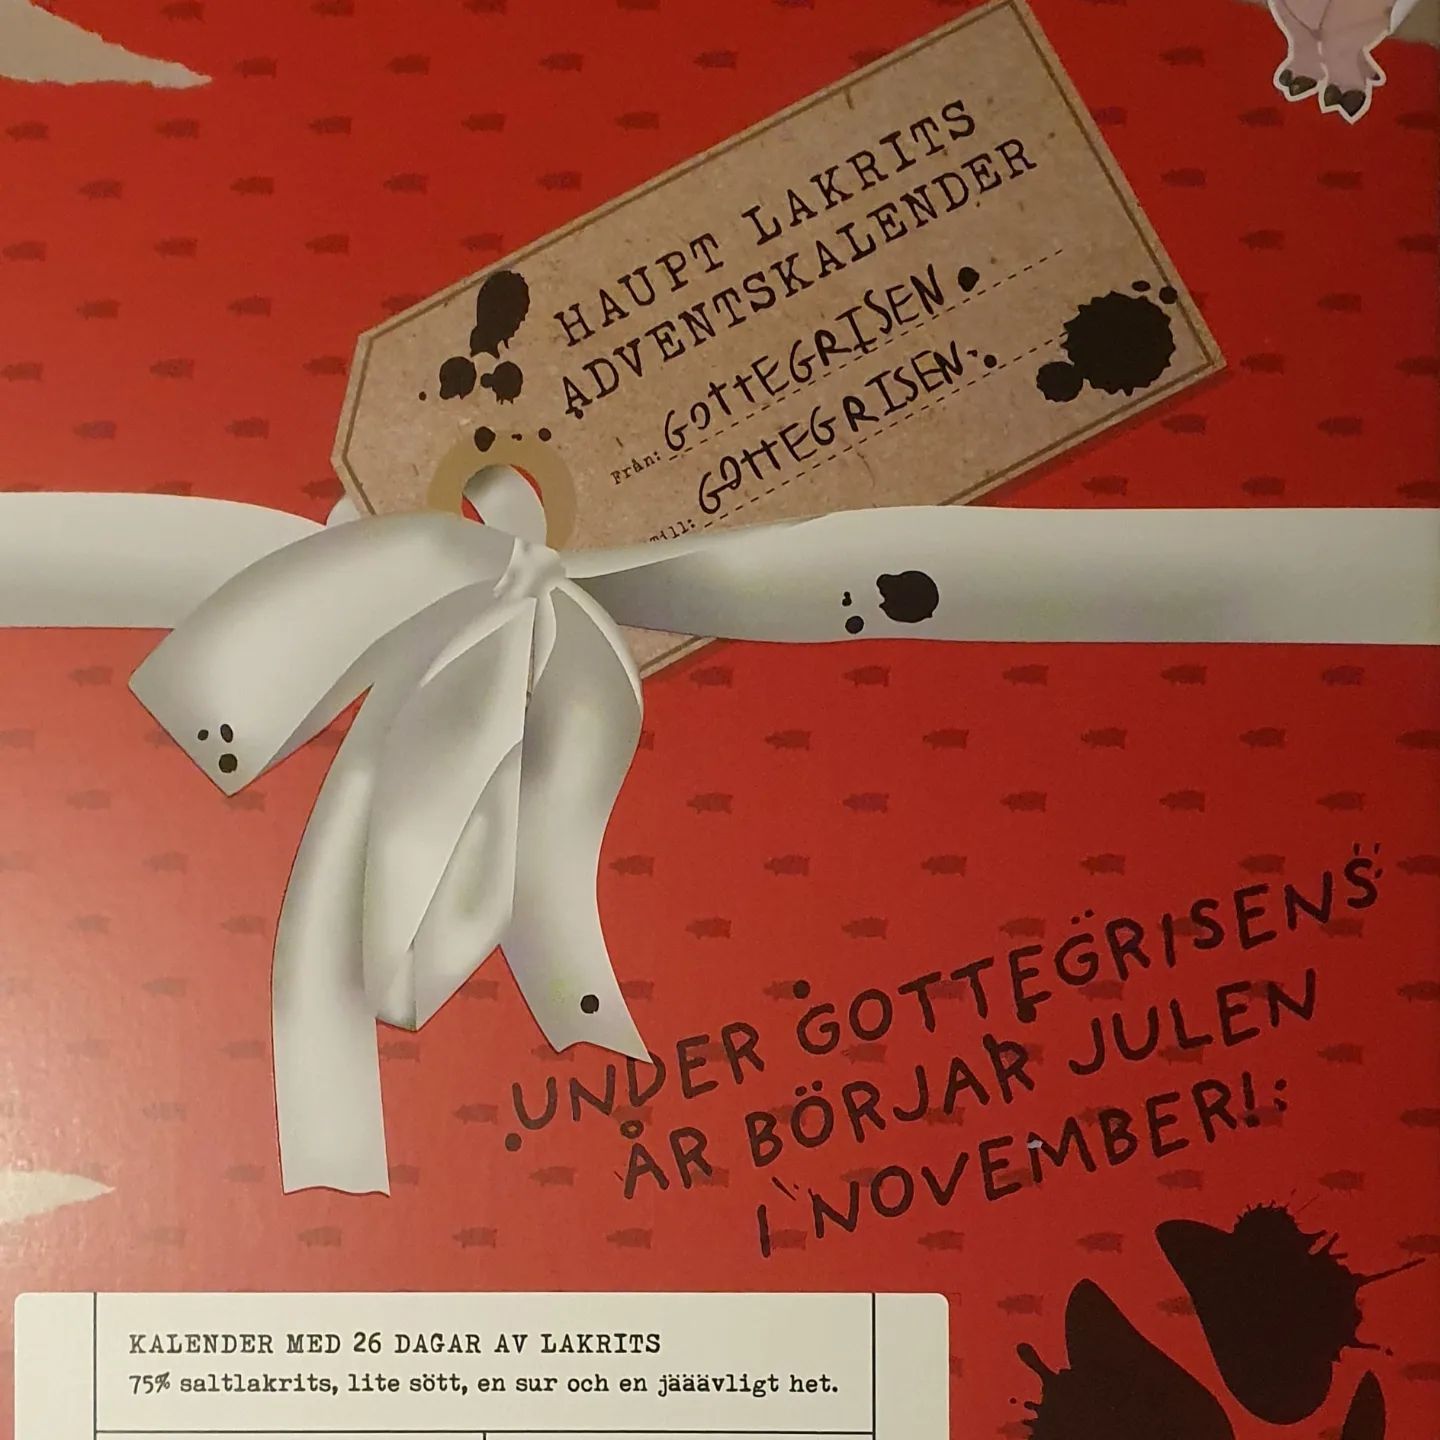 HAUPT LAKRITS
ADVENTSKALENDER
Från: GOTTEGRISEN
Till: GOTTEGRISEN
UNDER GOTTEGRISENS
ÅR BÖRJAR JULEN
I NOVEMBER!
KALENDER MED 26 DAGAR AV LAKRITS
75% saltlakrits, lite sött, en sur och en jääävligt het.